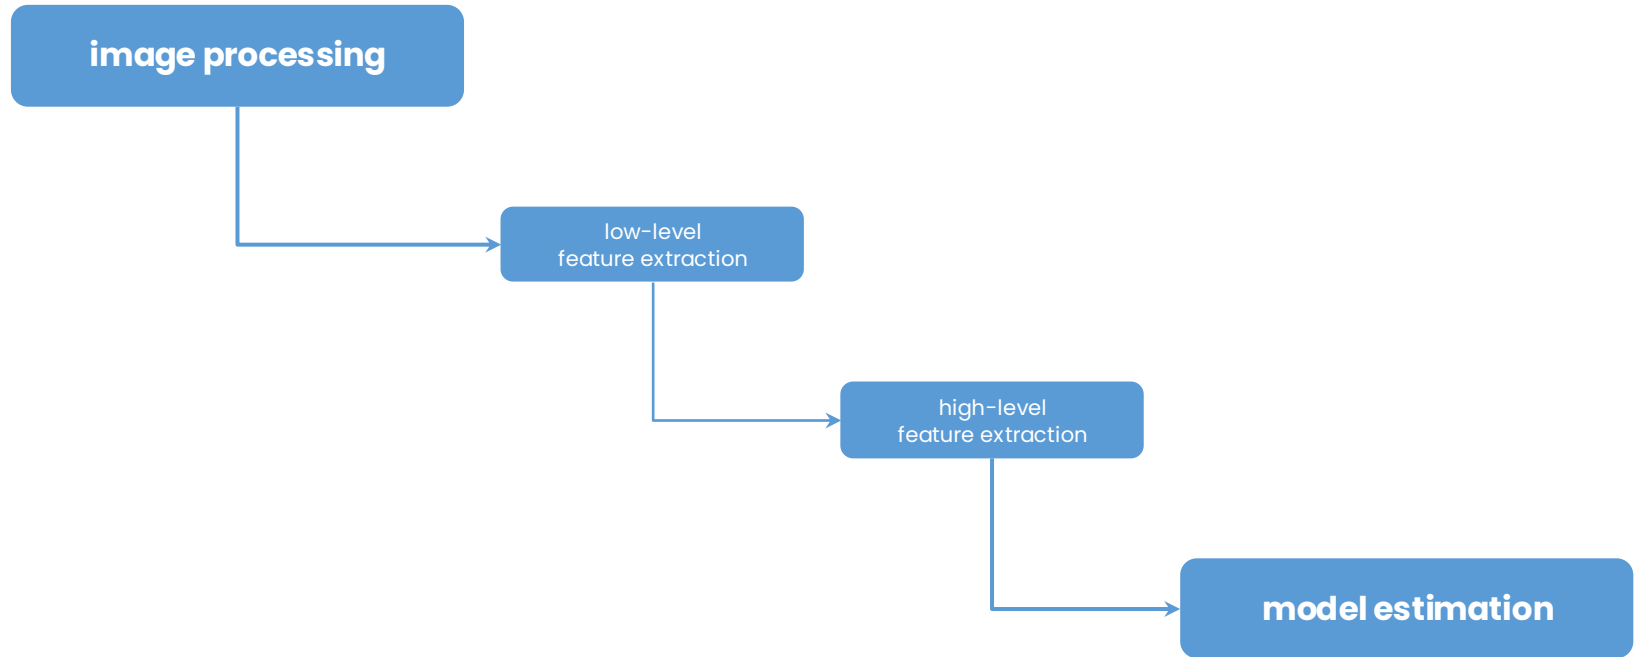 image processing
low-level
feature extraction
high-level
feature extraction
model estimation